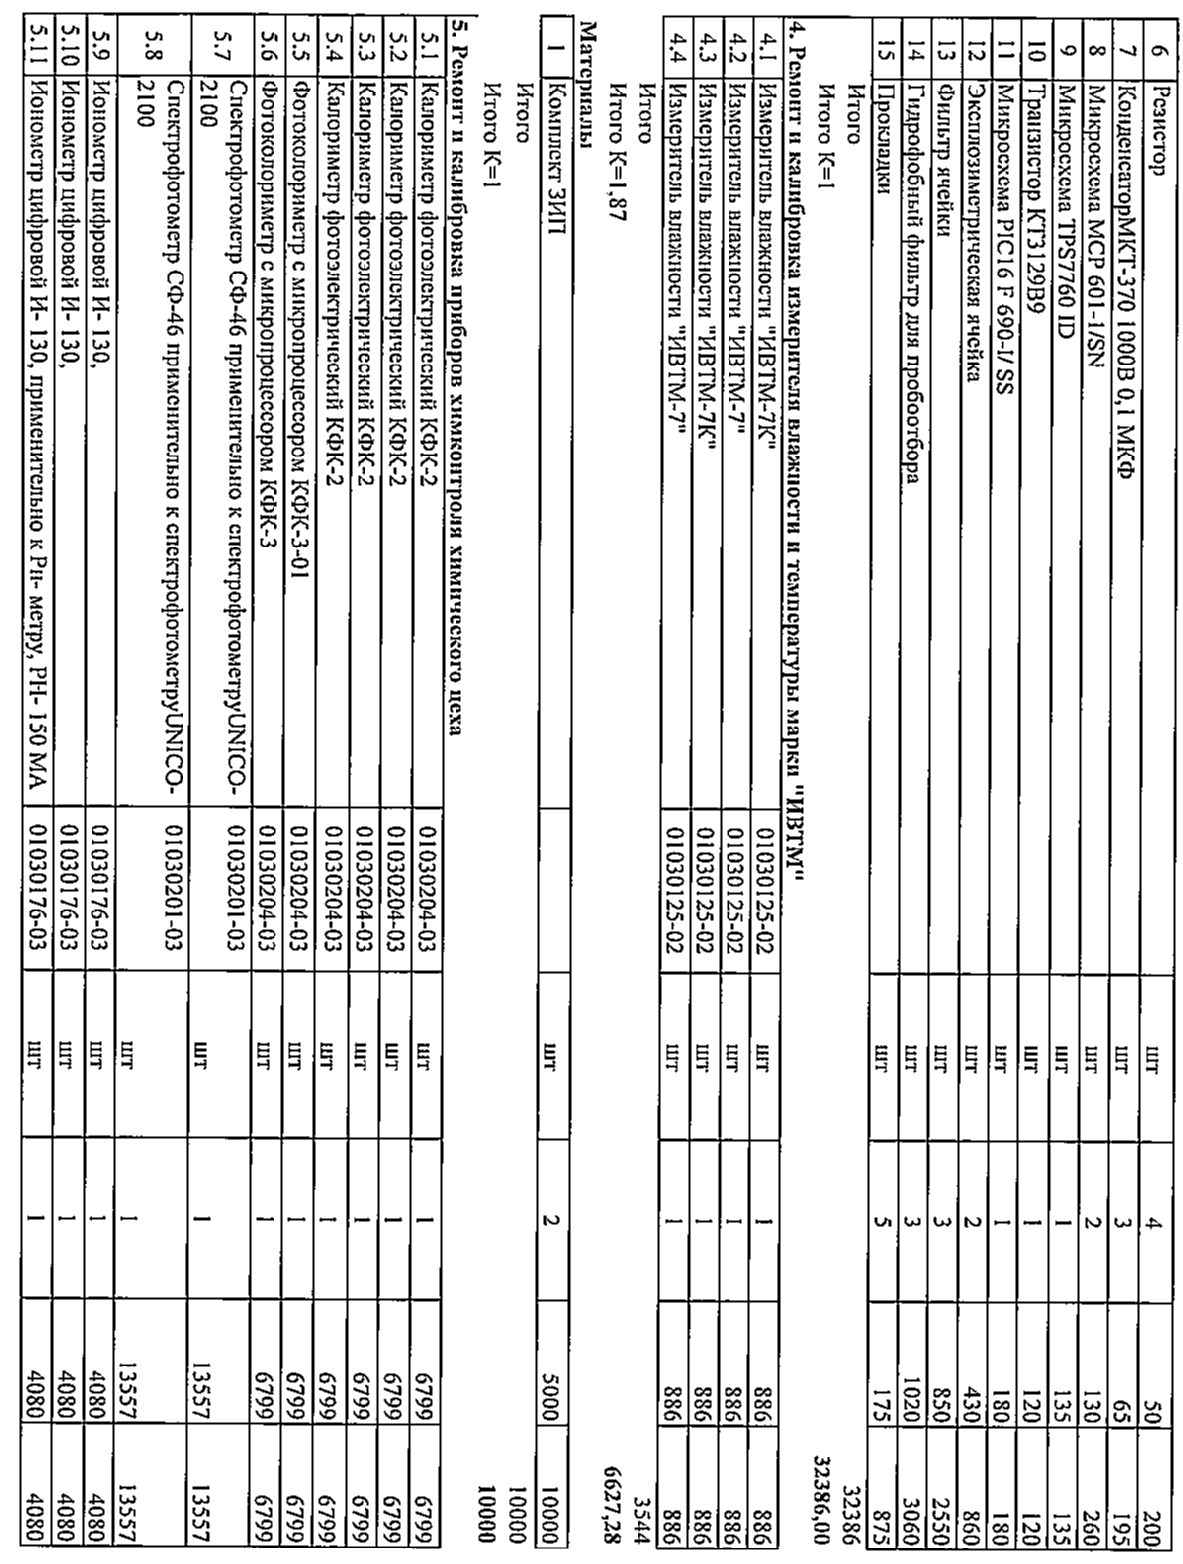 6 Резистор шт 4 50 200
7 КонденсаторМКТ-370 1000В 0,1 МКФ шт 3 65 195
8 Микросхема МСР 601-1/SN шт 2 130 260
9 Микросхема TPS7760 ID шт 1 135 135
10 Транзистор КТ3129В9 шт 1 120 120
11 Микросхема PIC16 F 690-I/ SS шт 1 180 180
12 Эксплозиметрическая ячейка шт 2 430 860
13 Фильтр ячейки шт 3 850 2550
14 Гидрофобный фильтр для пробоотбора шт 3 1020 3060
15 Прокладки шт 5 175 875
Итого 32386
Итого К=1 32386,00
4. Ремонт и калибровка измерителя влажности и температуры марки "ИВТМ"
4.1 Измеритель влажности "ИВТМ-7К" 01030125-02 шт 1 886 886
4.2 Измеритель влажности "ИВТМ-7" 01030125-02 шт 1 886 886
4.3 Измеритель влажности "ИВТМ-7К" 01030125-02 шт 1 886 886
4.4 Измеритель влажности "ИВТМ-7" 01030125-02 шт 1 886 886
Итого 3544
Итого К=1,87 6627,28
Материалы
1 Комплект ЗИП шт 2 5000 10000
Итого 10000
Итого К=1 10000
5. Ремонт и калибровка приборов химконтроля химического цеха
5.1 Калориметр фотоэлектрический КФК-2 01030204-03 шт 1 6799 6799
5.2 Калориметр фотоэлектрический КФК-2 01030204-03 шт 1 6799 6799
5.3 Калориметр фотоэлектрический КФК-2 01030204-03 шт 1 6799 6799
5.4 Калориметр фотоэлектрический КФК-2 01030204-03 шт 1 6799 6799
5.5 Фотоколориметр с микропроцессором КФК-3-01 01030204-03 шт 1 6799 6799
5.6 Фотоколориметр с микропроцессором КФК-3 01030204-03 шт 1 6799 6799
5.7 Спектрофотометр СФ-46 применительно к спектрофотометруUNICO- 01030201-03
2100 шт 1 13557 13557
5.8 Спектрофотометр СФ-46 применительно к спектрофотометруUNICO- 01030201-03
2100 шт 1 13557 13557
5.9 Иономер цифровой И- 130, 01030176-03 шт 1 4080 4080
5.10 Иономер цифровой И- 130, 01030176-03 шт 1 4080 4080
5.11 Иономер цифровой И- 130, применительно к Рн- метру, РН- 150 МА 01030176-03 шт 1 4080 4080